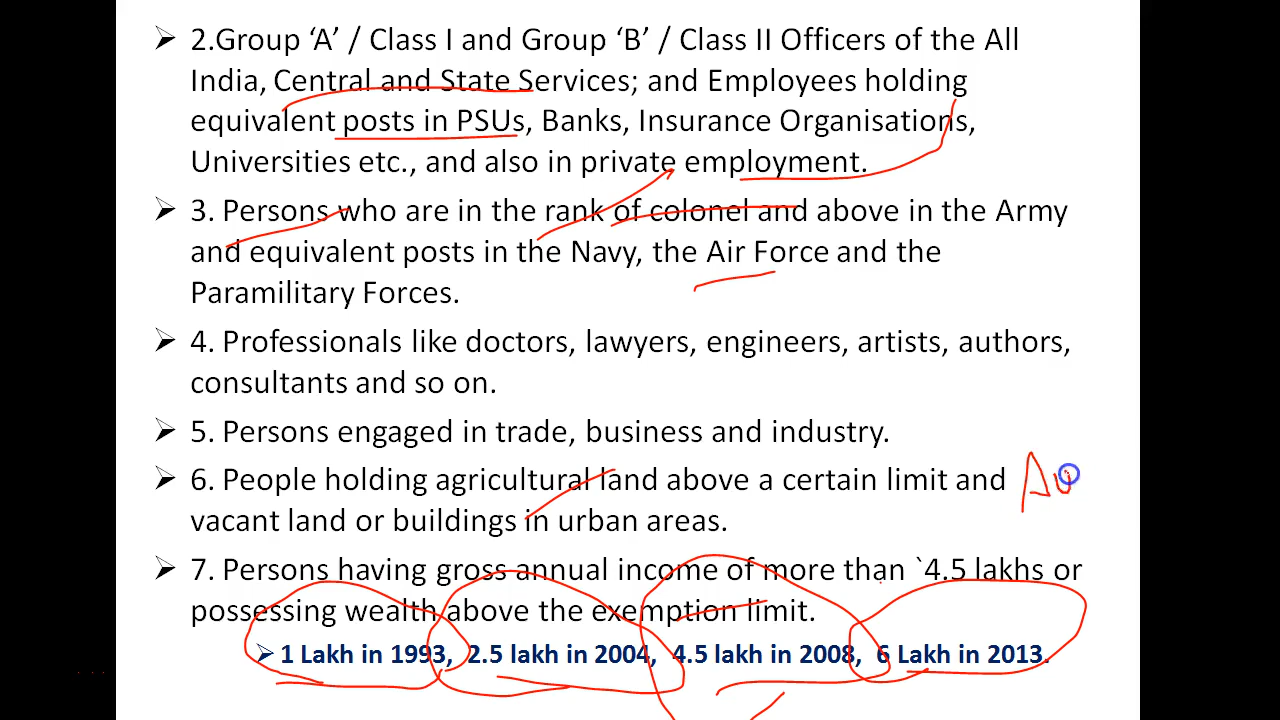 ➢ 2.Group ‘A’ / Class I and Group ‘B’ / Class II Officers of the All
India, Central and State Services; and Employees holding
equivalent posts in PSUs, Banks, Insurance Organisations,
Universities etc., and also in private employment.
➢ 3. Persons who are in the rank of colonel and above in the Army
and equivalent posts in the Navy, the Air Force and the
Paramilitary Forces.
➢ 4. Professionals like doctors, lawyers, engineers, artists, authors,
consultants and so on.
➢ 5. Persons engaged in trade, business and industry.
➢ 6. People holding agricultural land above a certain limit and
vacant land or buildings in urban areas.
➢ 7. Persons having gross annual income of more than `4.5 lakhs or
possessing wealth above the exemption limit.
➢ 1 Lakh in 1993, 2.5 lakh in 2004, 4.5 lakh in 2008, 6 Lakh in 2013.